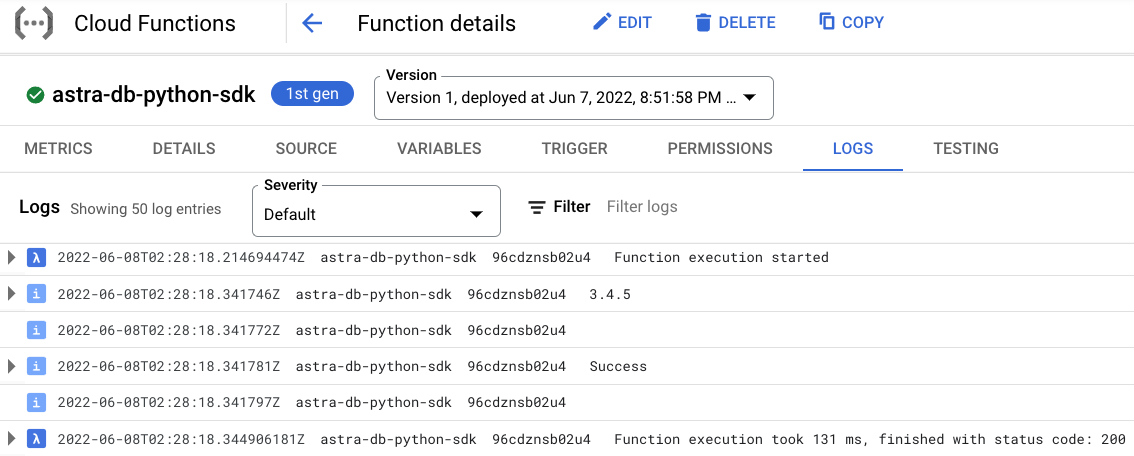 Cloud Functions Function details EDIT DELETE COPY
astra-db-python-sdk 1st gen Version
Version 1, deployed at Jun 7, 2022, 8:51:58 PM ...
METRICS DETAILS SOURCE VARIABLES TRIGGER PERMISSIONS LOGS TESTING
Logs Showing 50 log entries Severity
Default Filter Filter logs
λ 2022-06-08T02:28:18.214694474Z astra-db-python-sdk 96cdznsb02u4 Function execution started
i 2022-06-08T02:28:18.341746Z astra-db-python-sdk 96cdznsb02u4 3.4.5
i 2022-06-08T02:28:18.341772Z astra-db-python-sdk 96cdznsb02u4
i 2022-06-08T02:28:18.341781Z astra-db-python-sdk 96cdznsb02u4 Success
i 2022-06-08T02:28:18.341797Z astra-db-python-sdk 96cdznsb02u4
λ 2022-06-08T02:28:18.344906181Z astra-db-python-sdk 96cdznsb02u4 Function execution took 131 ms, finished with status code: 200